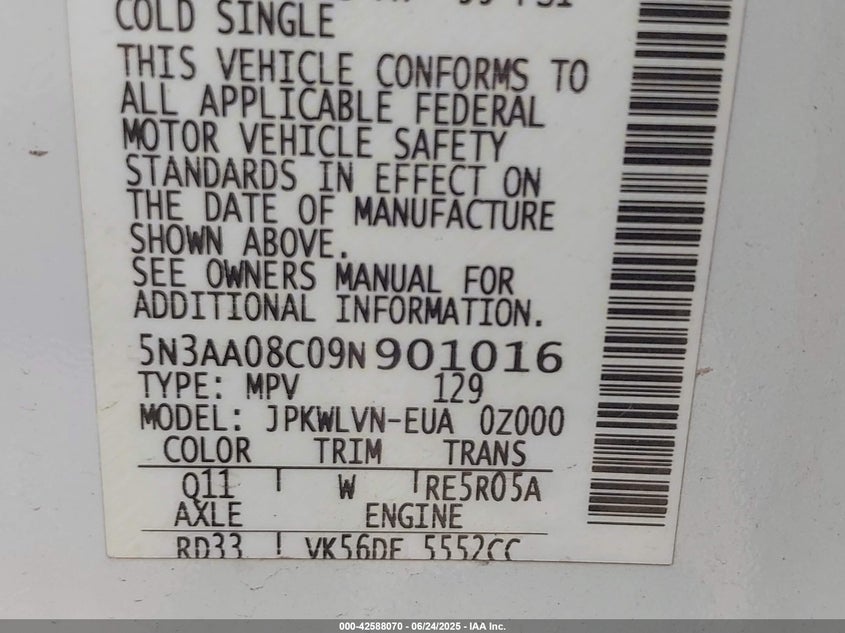 COLD SINGLE
THIS VEHICLE CONFORMS TO
ALL APPLICABLE FEDERAL
MOTOR VEHICLE SAFETY
STANDARDS IN EFFECT ON
THE DATE OF MANUFACTURE
SHOWN ABOVE.
SEE OWNERS MANUAL FOR
ADDITIONAL INFORMATION.
5N3AA08C09N901016
TYPE: MPV 129
MODEL: JPKWLVN-EUA 0Z000
COLOR TRIM TRANS
Q11 W RE5R05A
AXLE ENGINE
RD33 VK56DE 5552CC
000-42588070 - 06/24/2025 - IAA Inc.